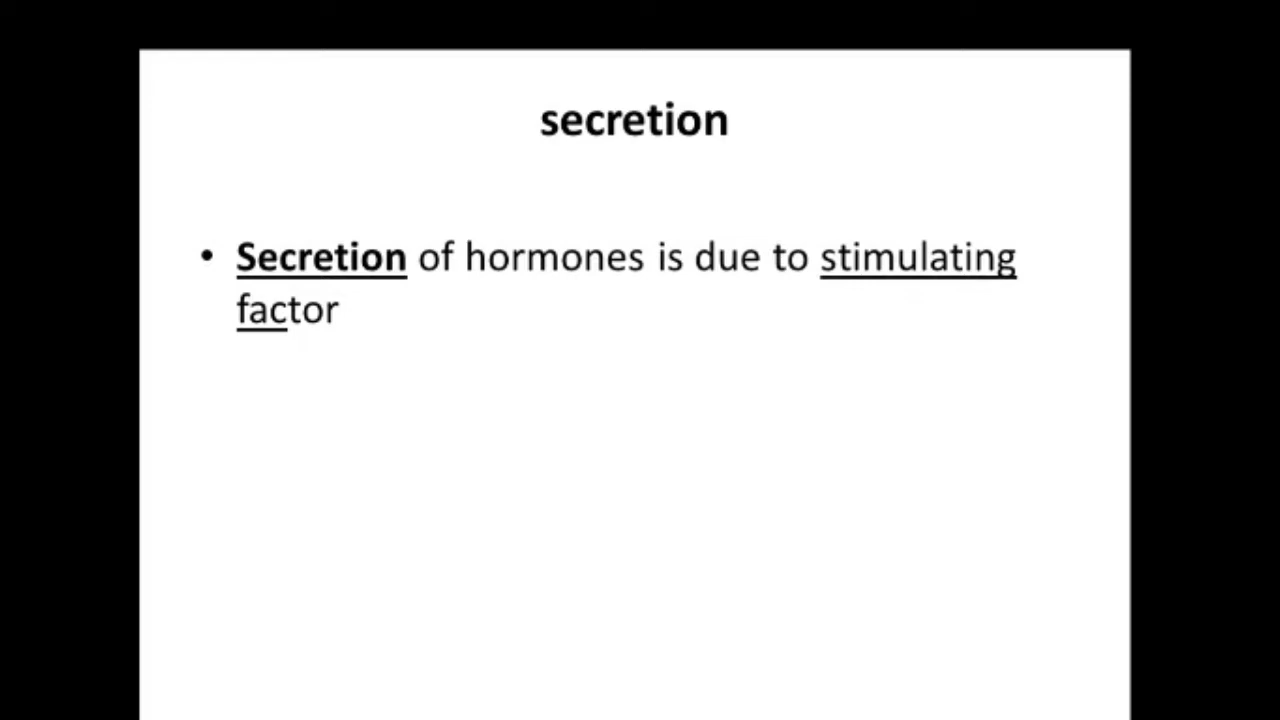 secretion
• Secretion of hormones is due to stimulating
factor